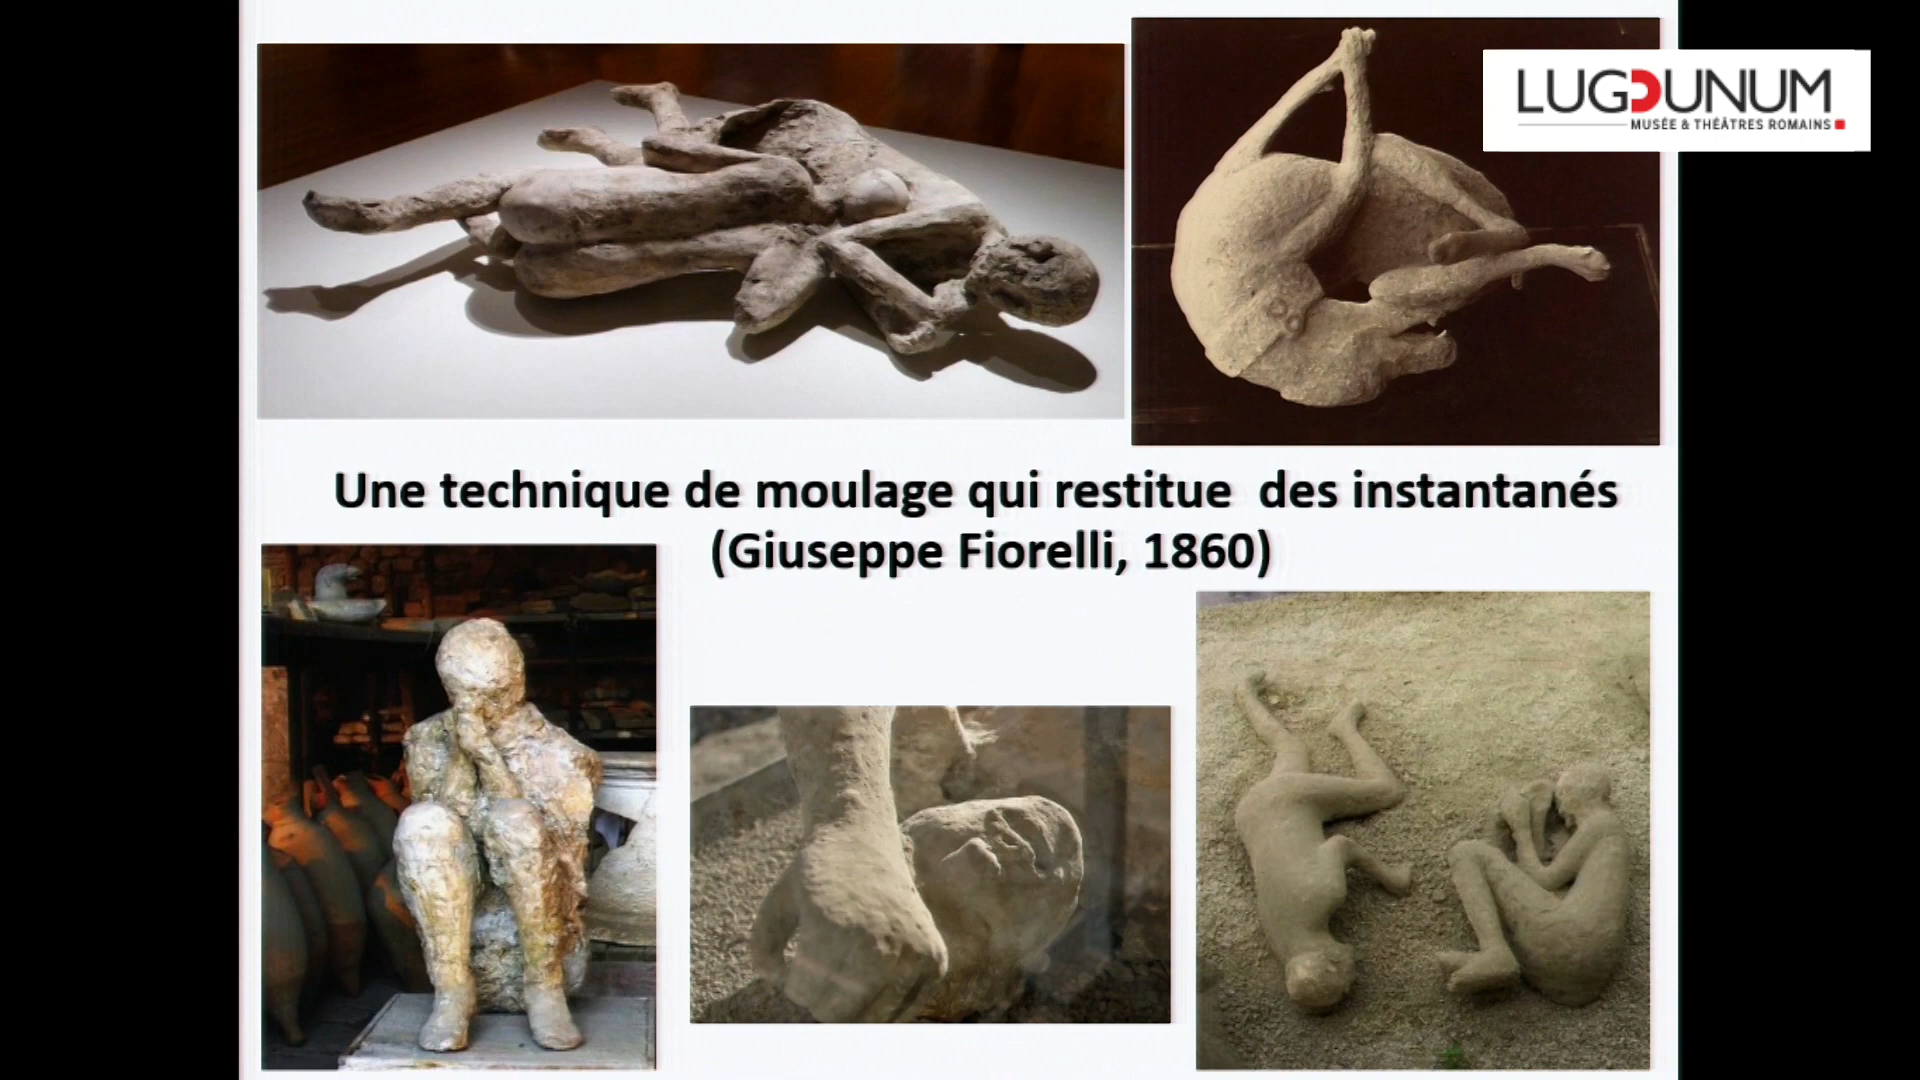 LUGDUNUM
MUSÉE & THÉÂTRES ROMAINS
Une technique de moulage qui restitue des instantanés
(Giuseppe Fiorelli, 1860)